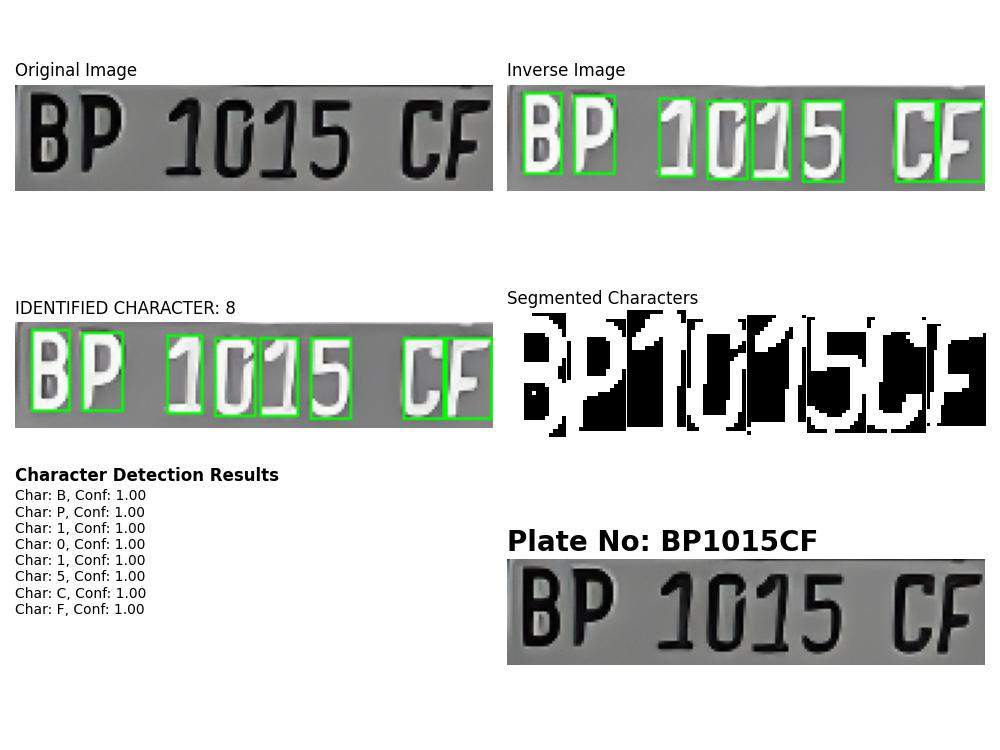 Original Image
BP 1015 CF
Inverse Image
BP 1015 CF
IDENTIFIED CHARACTER: 8
BP 1015 CF
Segmented Characters
BP1015CF
Character Detection Results
Char: B, Conf: 1.00
Char: P, Conf: 1.00
Char: 1, Conf: 1.00
Char: 0, Conf: 1.00
Char: 1, Conf: 1.00
Char: 5, Conf: 1.00
Char: C, Conf: 1.00
Char: F, Conf: 1.00
Plate No: BP1015CF
BP 1015 CF